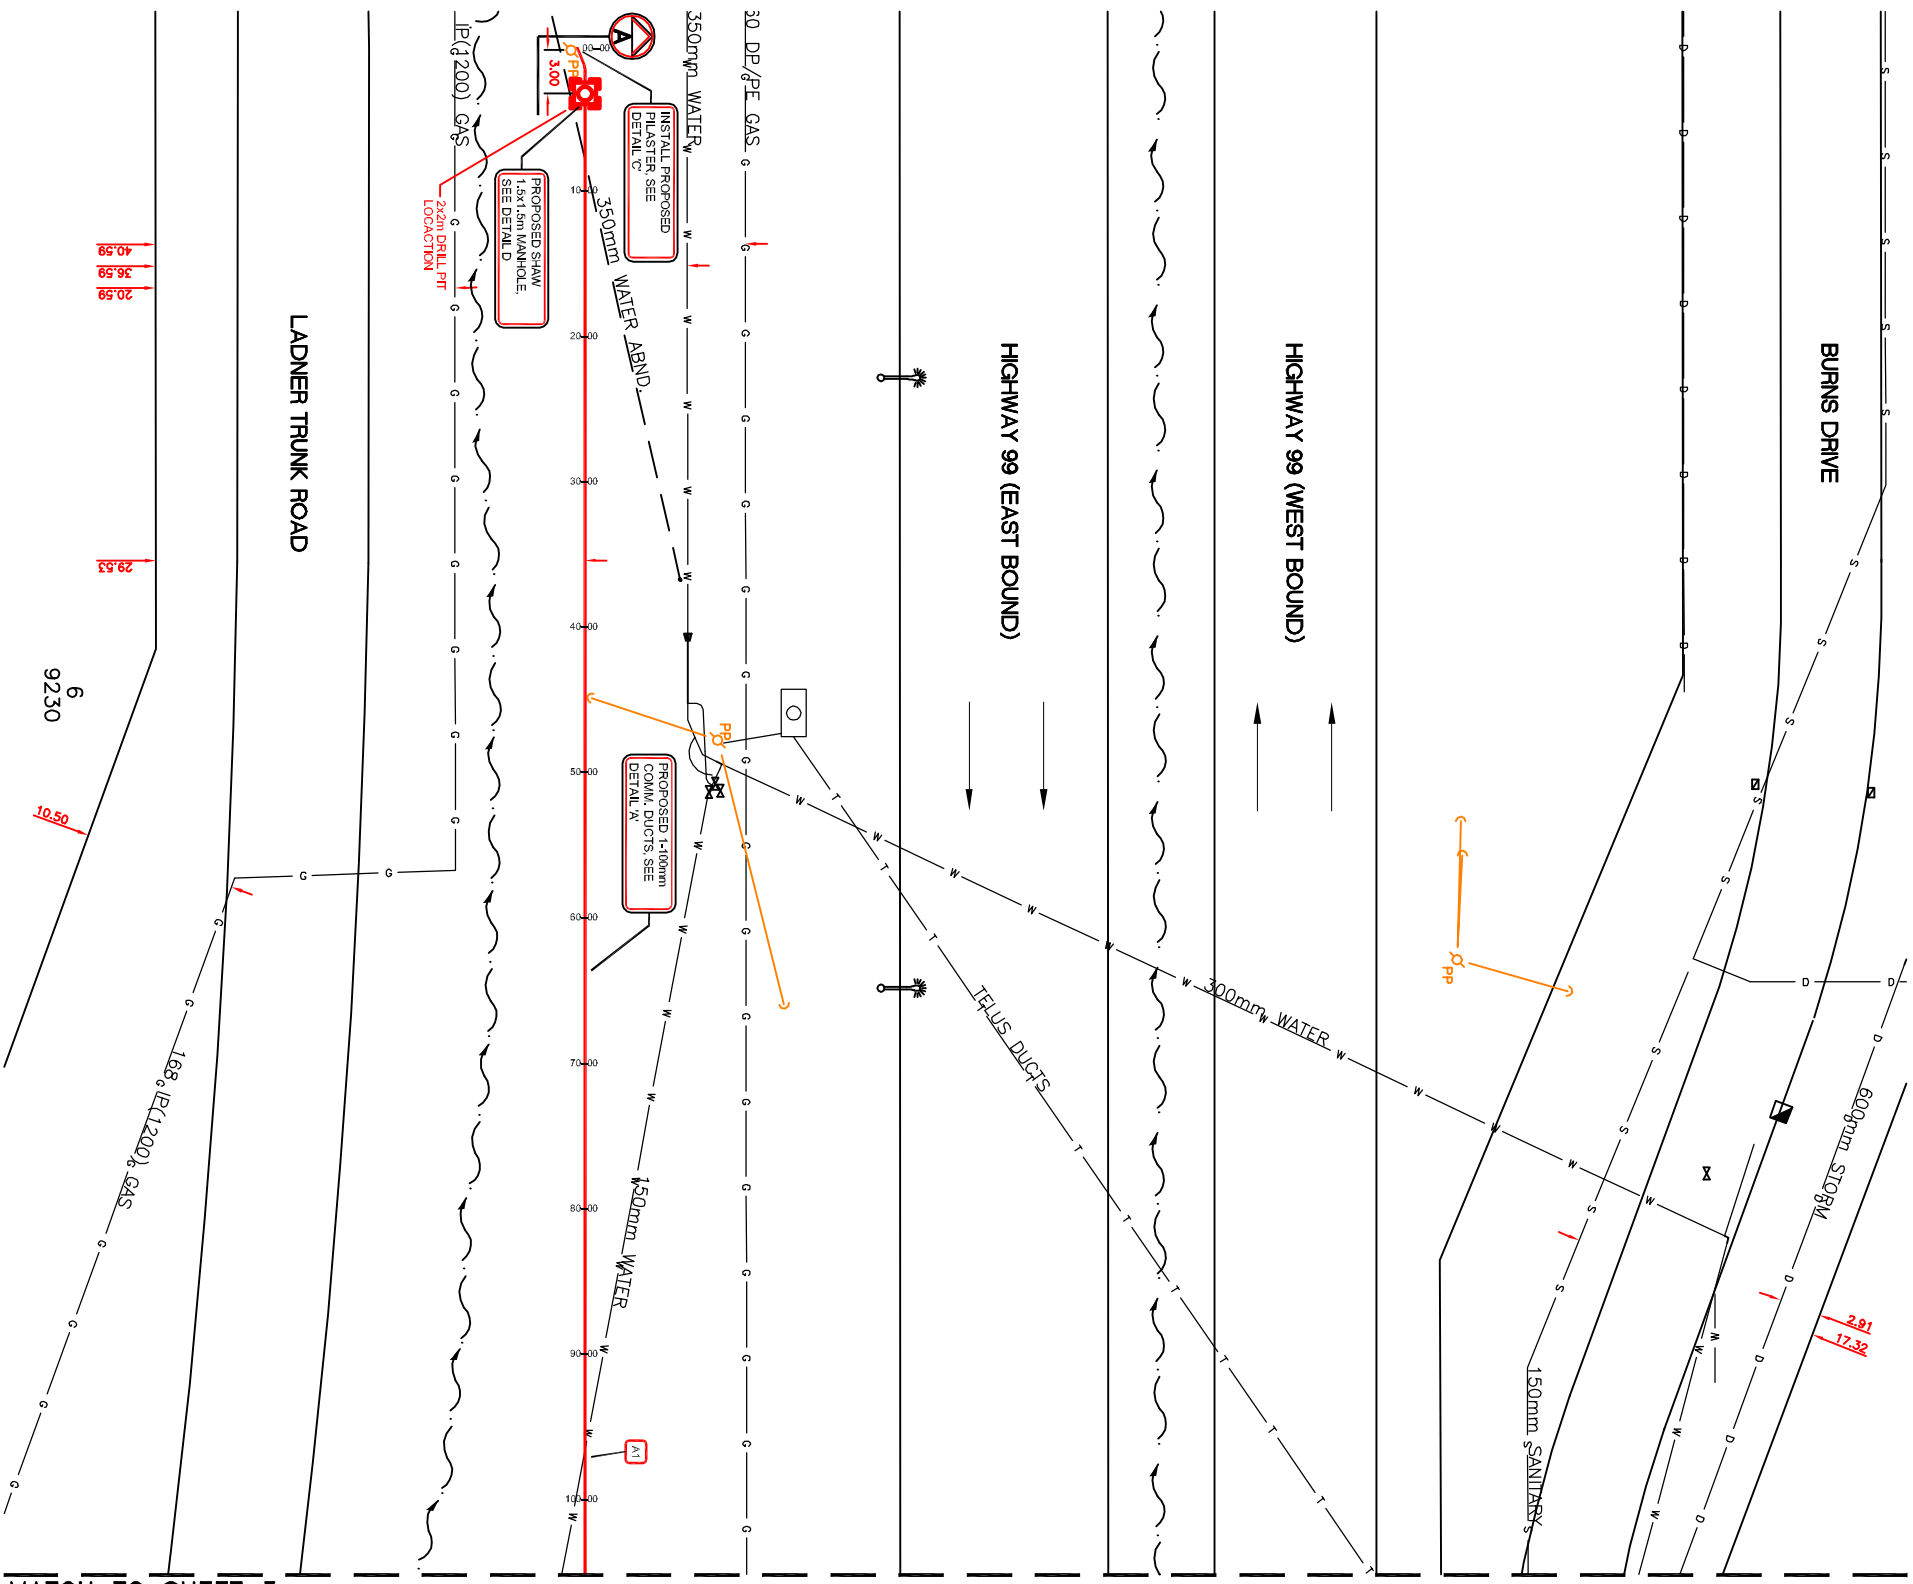 BURNS DRIVE
HIGHWAY 99 (WEST BOUND)
HIGHWAY 99 (EAST BOUND)
LADNER TRUNK ROAD
60 DP/PE GAS
350mm WATER
IP(1200) GAS
A
PP
3.00
INSTALL PROPOSED
PILASTER, SEE
DETAIL 'C'
PROPOSED SHAW
1.5x1.5m MANHOLE,
SEE DETAIL D
2x2m DRILL PIT
LOCACTION
350mm WATER ABND.
00+00
10+00
20+00
30+00
40+00
50+00
60+00
70+00
80+00
90+00
100+00
40.59
36.59
20.59
29.53
10.50
6
9230
PP
PROPOSED 1-100mm
COMM. DUCTS, SEE
DETAIL 'A'
PP
300mm WATER
TELUS DUCTS
150mm WATER
168 IP(1200) GAS
600mm STORM
2.91
17.32
150mm SANITARY
A1